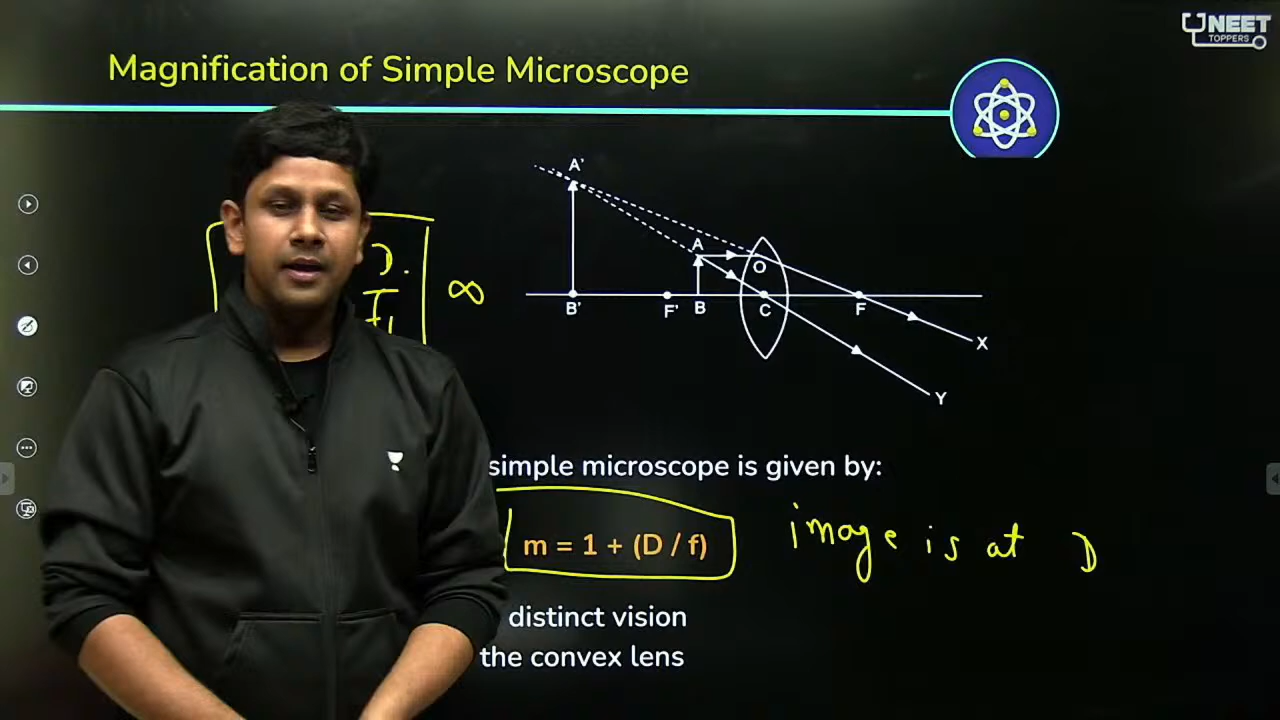 UNEET
TOPPERS
Magnification of Simple Microscope
A'
A
O
D
f
∞
B'
F'
B
C
F
X
Y
simple microscope is given by:
m = 1 + (D / f)
image is at D
distinct vision
the convex lens